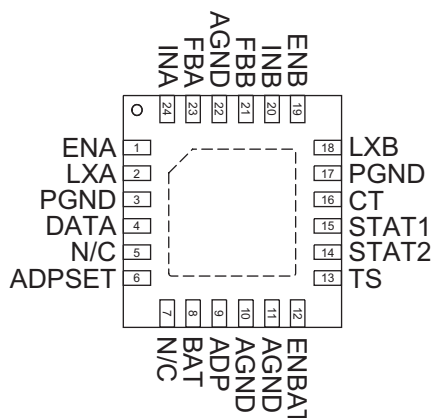 INA
FBA
AGND
FBB
INB
ENB
24
23
22
21
20
19
ENA 1
LXA 2
PGND 3
DATA 4
N/C 5
ADPSET 6
18 LXB
17 PGND
16 CT
15 STAT1
14 STAT2
13 TS
7
8
9
10
11
12
N/C
BAT
ADP
AGND
AGND
ENBAT